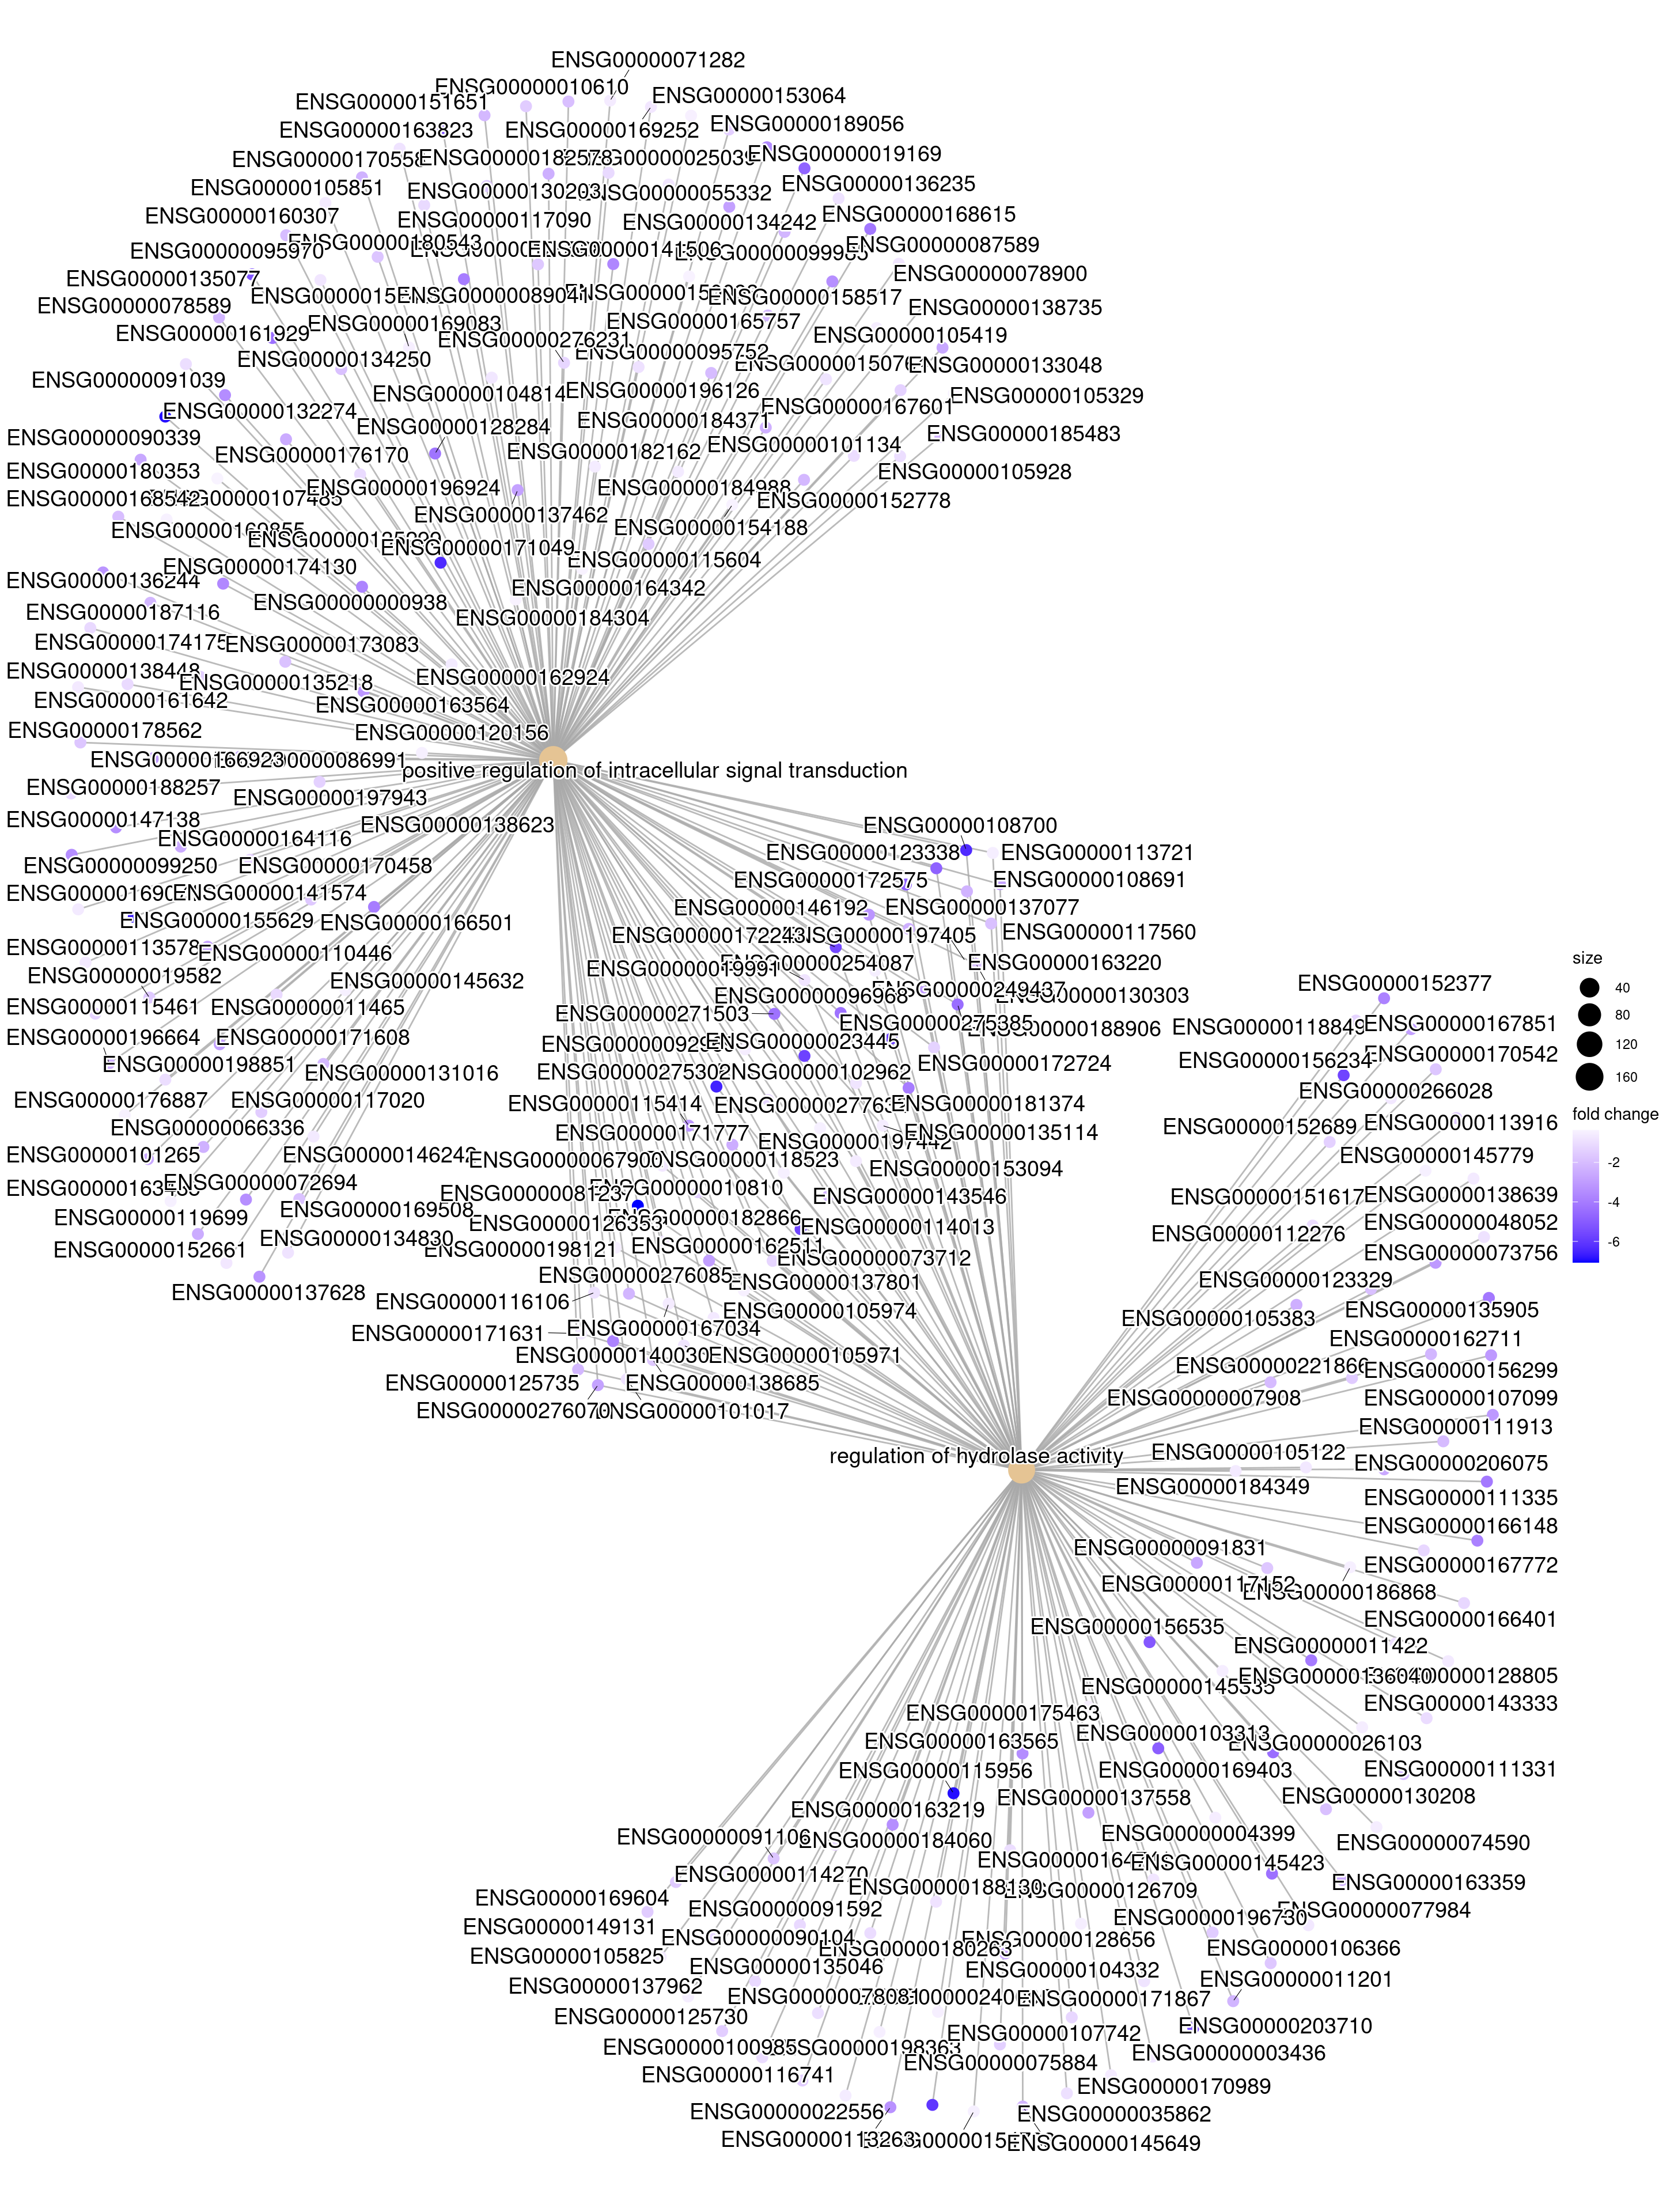 ENSG00000071282
ENSG00000010610
ENSG00000151651
ENSG00000153064
ENSG00000163823
ENSG00000169252
ENSG00000189056
ENSG00000170558
ENSG00000182578
ENSG00000025039
ENSG00000019169
ENSG00000105851
ENSG00000130203
ENSG00000055332
ENSG00000136235
ENSG00000160307
ENSG00000117090
ENSG00000134242
ENSG00000168615
ENSG00000095970
ENSG00000180543
ENSG00000141506
ENSG00000087589
ENSG00000135077
ENSG00000089041
ENSG00000158517
ENSG00000078900
ENSG00000078589
ENSG00000165757
ENSG00000138735
ENSG00000161929
ENSG00000169083
ENSG00000276231
ENSG00000105419
ENSG00000134250
ENSG00000095752
ENSG00000133048
ENSG00000091039
ENSG00000104814
ENSG00000196126
ENSG00000105329
ENSG00000132274
ENSG00000128284
ENSG00000184371
ENSG00000167601
ENSG00000185483
ENSG00000090339
ENSG00000176170
ENSG00000182162
ENSG00000101134
ENSG00000105928
ENSG00000180353
ENSG00000196924
ENSG00000184988
ENSG00000152778
ENSG00000168542
ENSG00000107485
ENSG00000137462
ENSG00000154188
ENSG00000171049
ENSG00000115604
ENSG00000136244
ENSG00000174130
ENSG00000000938
ENSG00000164342
ENSG00000187116
ENSG00000184304
ENSG00000174175
ENSG00000173083
ENSG00000138448
ENSG00000135218
ENSG00000162924
ENSG00000161642
ENSG00000163564
ENSG00000178562
ENSG00000120156
ENSG00000166923
ENSG00000086991
positive regulation of intracellular signal transduction
ENSG00000188257
ENSG00000197943
ENSG00000147138
ENSG00000164116
ENSG00000138623
ENSG00000099250
ENSG00000170458
ENSG00000141574
ENSG00000155629
ENSG00000166501
ENSG00000113578
ENSG00000110446
ENSG00000019582
ENSG00000145632
ENSG00000115461
ENSG00000011465
ENSG00000196664
ENSG00000171608
ENSG00000198851
ENSG00000131016
ENSG00000176887
ENSG00000117020
ENSG00000066336
ENSG00000101265
ENSG00000146242
ENSG00000072694
ENSG00000119699
ENSG00000169508
ENSG00000152661
ENSG00000134830
ENSG00000137628
ENSG00000108700
ENSG00000123338
ENSG00000113721
ENSG00000172575
ENSG00000108691
ENSG00000146192
ENSG00000137077
ENSG00000172243
ENSG00000197405
ENSG00000117560
ENSG00000019991
ENSG00000254087
ENSG00000163220
ENSG00000096968
ENSG00000249437
ENSG00000130303
ENSG00000271503
ENSG00000275385
ENSG00000188906
ENSG00000023445
ENSG00000172724
ENSG00000275302
ENSG00000102962
ENSG00000115414
ENSG00000181374
ENSG00000171777
ENSG00000197442
ENSG00000135114
ENSG00000067900
ENSG00000118523
ENSG00000153094
ENSG00000081237
ENSG00000010810
ENSG00000143546
ENSG00000126353
ENSG00000182866
ENSG00000114013
ENSG00000198121
ENSG00000162511
ENSG00000073712
ENSG00000276085
ENSG00000137801
ENSG00000116106
ENSG00000105974
ENSG00000171631
ENSG00000167034
ENSG00000140030
ENSG00000105971
ENSG00000125735
ENSG00000138685
ENSG00000276070
ENSG00000101017
ENSG00000152377
ENSG00000118849
ENSG00000167851
ENSG00000156234
ENSG00000170542
ENSG00000266028
ENSG00000152689
ENSG00000113916
ENSG00000145779
ENSG00000151617
ENSG00000138639
ENSG00000112276
ENSG00000048052
ENSG00000073756
ENSG00000123329
ENSG00000105383
ENSG00000135905
ENSG00000162711
ENSG00000221866
ENSG00000156299
ENSG00000007908
ENSG00000107099
ENSG00000111913
regulation of hydrolase activity
ENSG00000105122
ENSG00000206075
ENSG00000184349
ENSG00000111335
ENSG00000166148
ENSG00000091831
ENSG00000167772
ENSG00000117152
ENSG00000186868
ENSG00000166401
ENSG00000156535
ENSG00000011422
ENSG00000136040
ENSG00000128805
ENSG00000145535
ENSG00000143333
ENSG00000175463
ENSG00000103313
ENSG00000163565
ENSG00000026103
ENSG00000115956
ENSG00000169403
ENSG00000111331
ENSG00000137558
ENSG00000130208
ENSG00000163219
ENSG00000091106
ENSG00000184060
ENSG00000004399
ENSG00000074590
ENSG00000114270
ENSG00000145423
ENSG00000169604
ENSG00000188130
ENSG00000126709
ENSG00000163359
ENSG00000091592
ENSG00000196730
ENSG00000077984
ENSG00000149131
ENSG00000090104
ENSG00000180263
ENSG00000128656
ENSG00000106366
ENSG00000105825
ENSG00000135046
ENSG00000104332
ENSG00000011201
ENSG00000137962
ENSG00000078081
ENSG00000171867
ENSG00000125730
ENSG00000107742
ENSG00000203710
ENSG00000100985
ENSG00000198363
ENSG00000075884
ENSG00000003436
ENSG00000116741
ENSG00000170989
ENSG00000022556
ENSG00000035862
ENSG00000113263
ENSG00000145649
size
40
80
120
160
fold change
-2
-4
-6